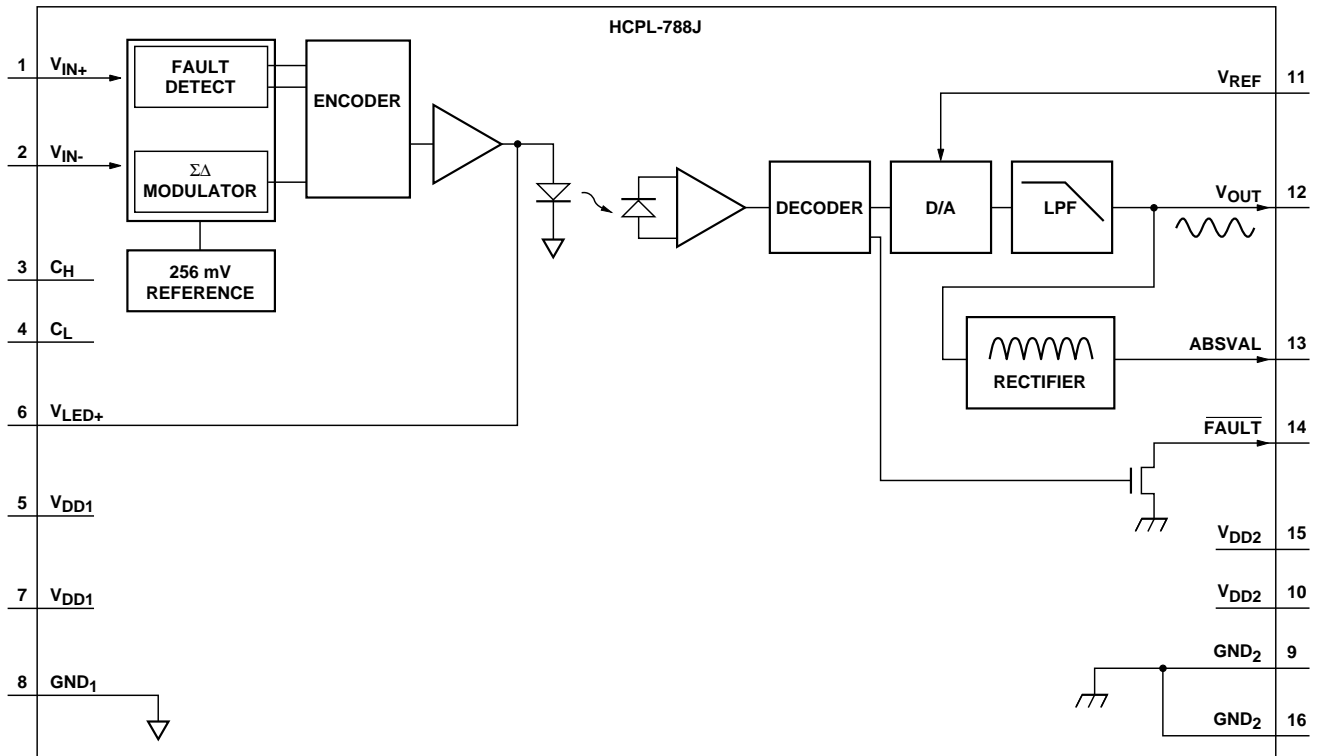 HCPL-788J
1 VIN+
FAULT
DETECT
ENCODER
2 VIN-
ΣΔ
MODULATOR
3 CH
256 mV
REFERENCE
4 CL
6 VLED+
5 VDD1
7 VDD1
8 GND1
DECODER
D/A
LPF
VREF 11
VOUT 12
RECTIFIER
ABSVAL 13
FAULT 14
VDD2 15
VDD2 10
GND2 9
GND2 16